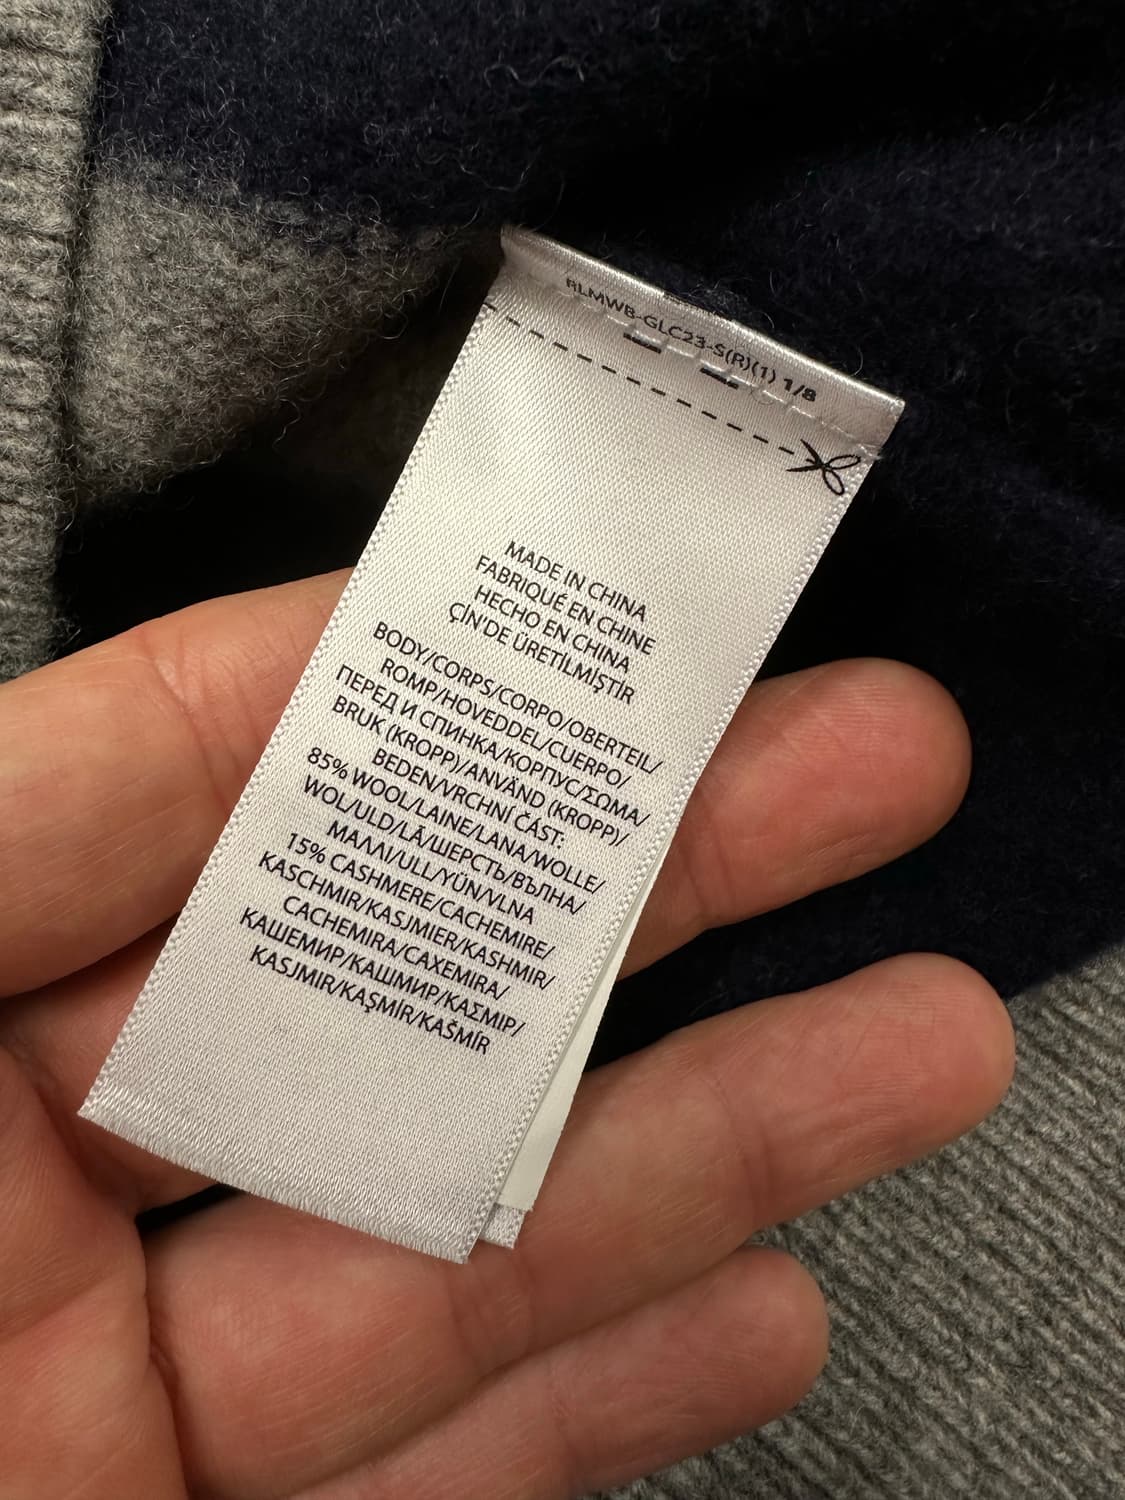 RLMWB-GLC23-S(R)(1) 1/8
MADE IN CHINA
FABRIQUÉ EN CHINE
HECHO EN CHINA
ÇİN'DE ÜRETİLMİŞTİR
BODY/CORPS/CORPO/OBERTEIL/
ROMP/HOVEDDEL/CUERPO/
ПЕРЕД И СПИНКА/КОРПУС/ΣΩΜΑ/
BRUK (KROPP)/ANVÄND (KROPP)/
BEDEN/VRCHNÍ ČÁST:
85% WOOL/LAINE/LANA/WOLLE/
WOL/ULD/LÃ/ШЕРСТЬ/ВЪЛНА/
ΜΑΛΛΙ/ULL/YÜN/VLNA
15% CASHMERE/CACHEMIRE/
KASCHMIR/KASJMIER/KASHMIR/
CACHEMIRA/CAXEMIRA/
КАШЕМИР/КАШМИР/ΚΑΣΜΙΡ/
KASJMIR/KAŞMİR/KAŠMÍR